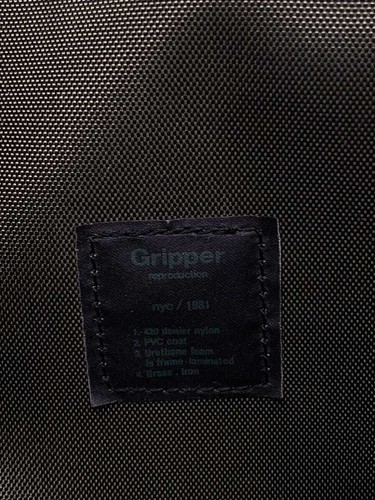 Gripper
reproduction
nyc / 1981
1. 420 denier nylon
2. PVC coat
3. Urethane foam
is frame-laminated
4. Brass , Iron